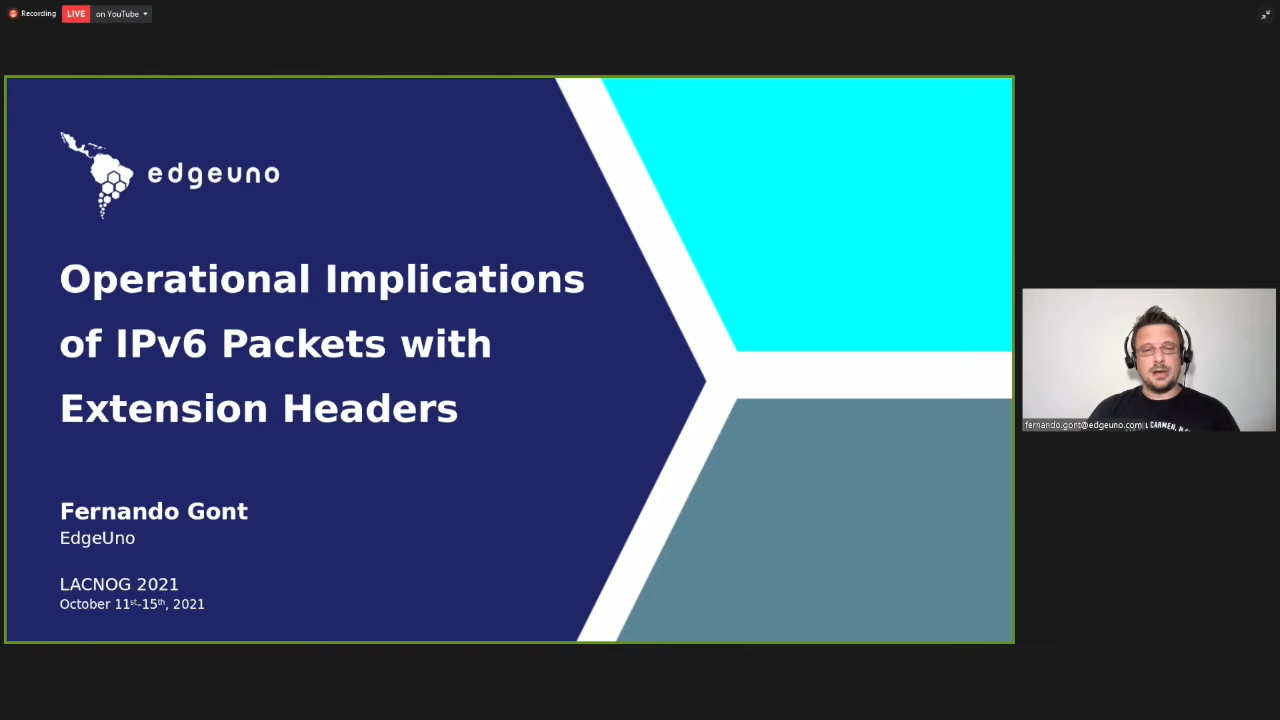 Recording
LIVE
on YouTube
edgeuno
Operational Implications
of IPv6 Packets with
Extension Headers
Fernando Gont
EdgeUno
LACNOG 2021
October 11st-15th, 2021
CARMEN,
fernando.gont@edgeuno.com